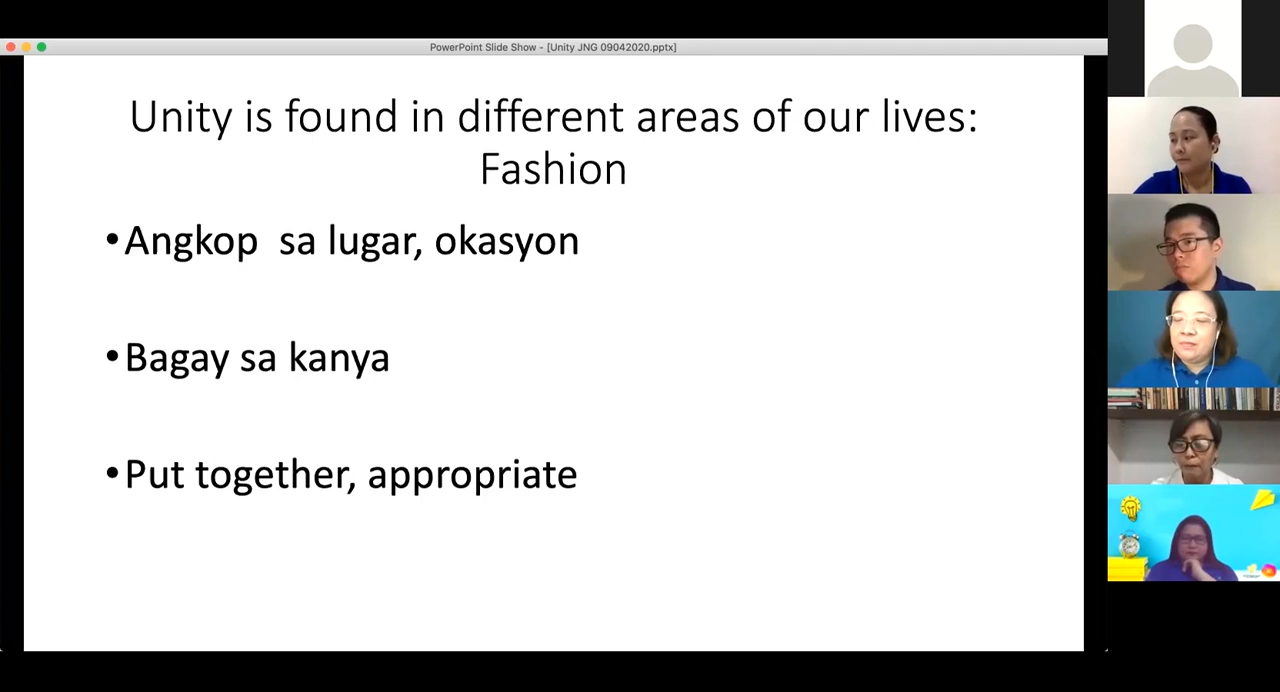 PowerPoint Slide Show - [Unity JNG 09042020.pptx]
Unity is found in different areas of our lives:
Fashion
•Angkop sa lugar, okasyon
•Bagay sa kanya
•Put together, appropriate